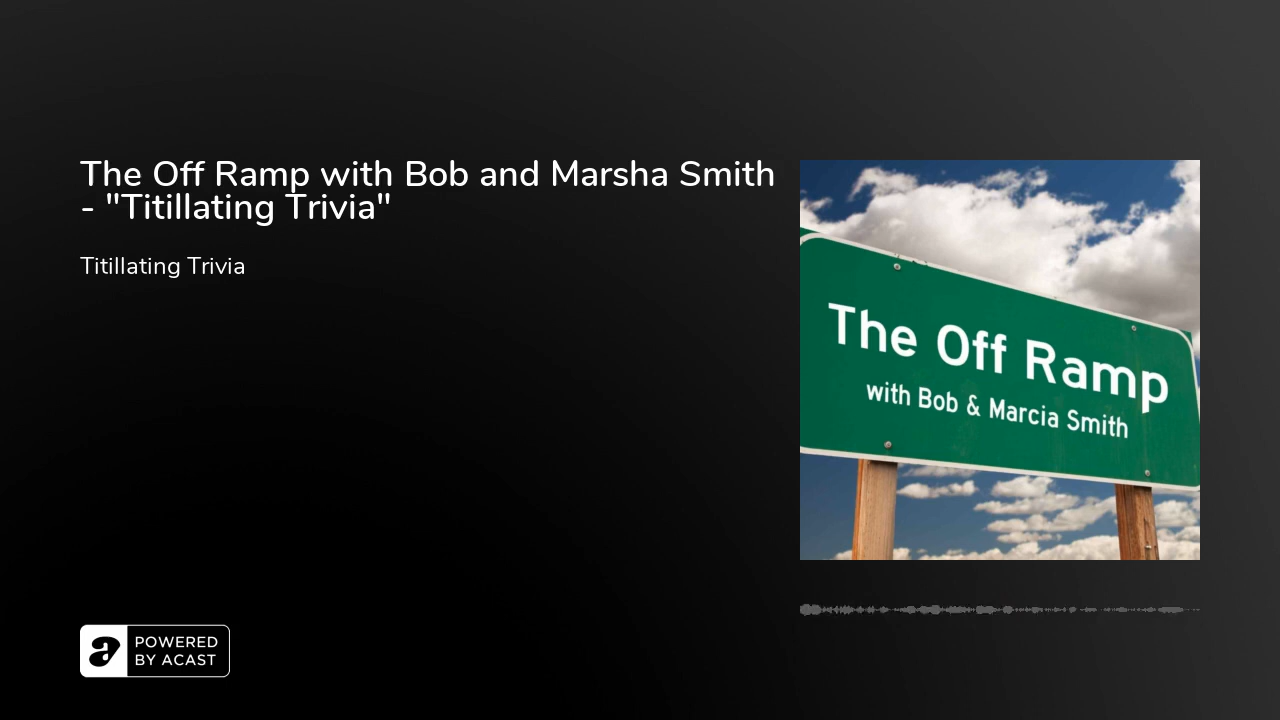 The Off Ramp with Bob and Marsha Smith
- "Titillating Trivia"
Titillating Trivia
The Off Ramp
with Bob & Marcia Smith
a POWERED
BY ACAST